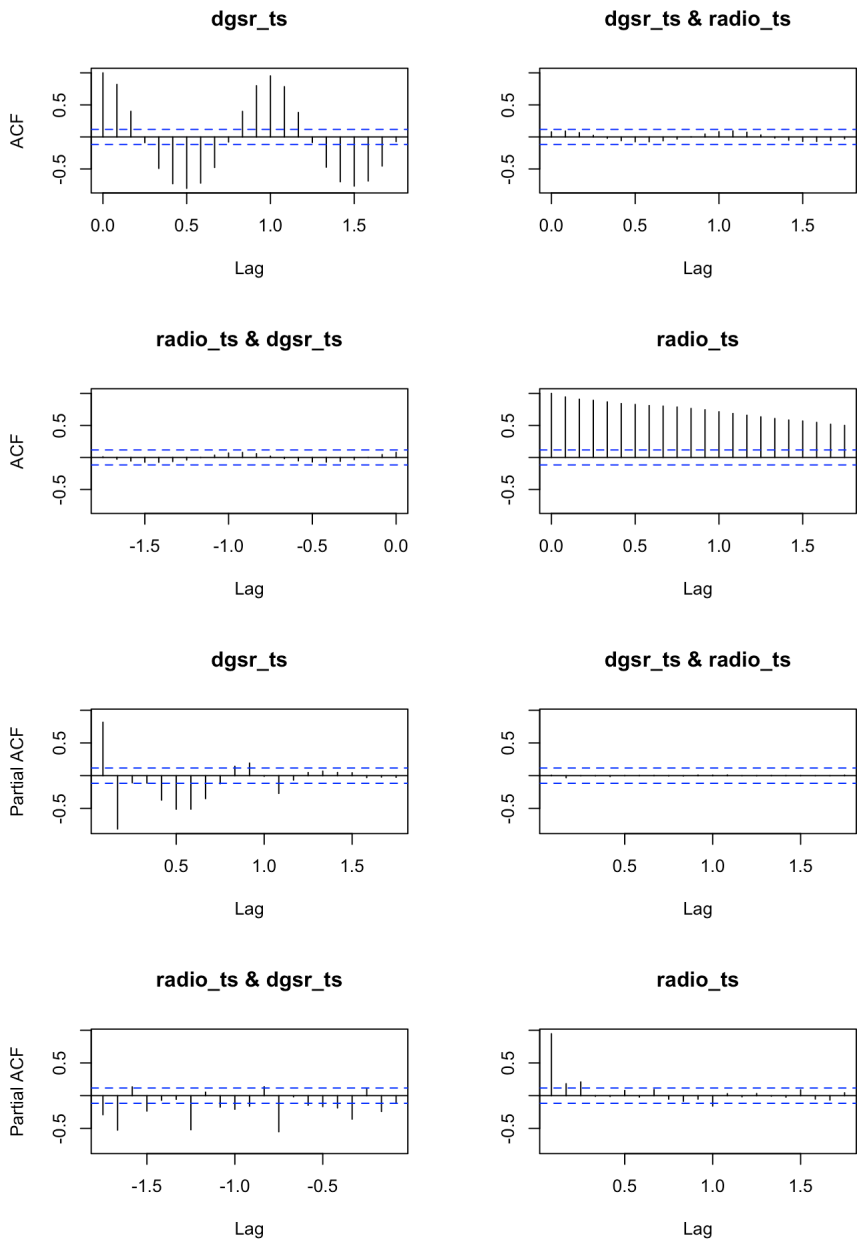 dgsr_ts
ACF
-0.5 0.5
0.0 0.5 1.0 1.5
Lag
dgsr_ts & radio_ts
-0.5 0.5
0.0 0.5 1.0 1.5
Lag
radio_ts & dgsr_ts
ACF
-0.5 0.5
-1.5 -1.0 -0.5 0.0
Lag
radio_ts
-0.5 0.5
0.0 0.5 1.0 1.5
Lag
dgsr_ts
Partial ACF
-0.5 0.5
0.5 1.0 1.5
Lag
dgsr_ts & radio_ts
-0.5 0.5
0.5 1.0 1.5
Lag
radio_ts & dgsr_ts
Partial ACF
-0.5 0.5
-1.5 -1.0 -0.5
Lag
radio_ts
-0.5 0.5
0.5 1.0 1.5
Lag